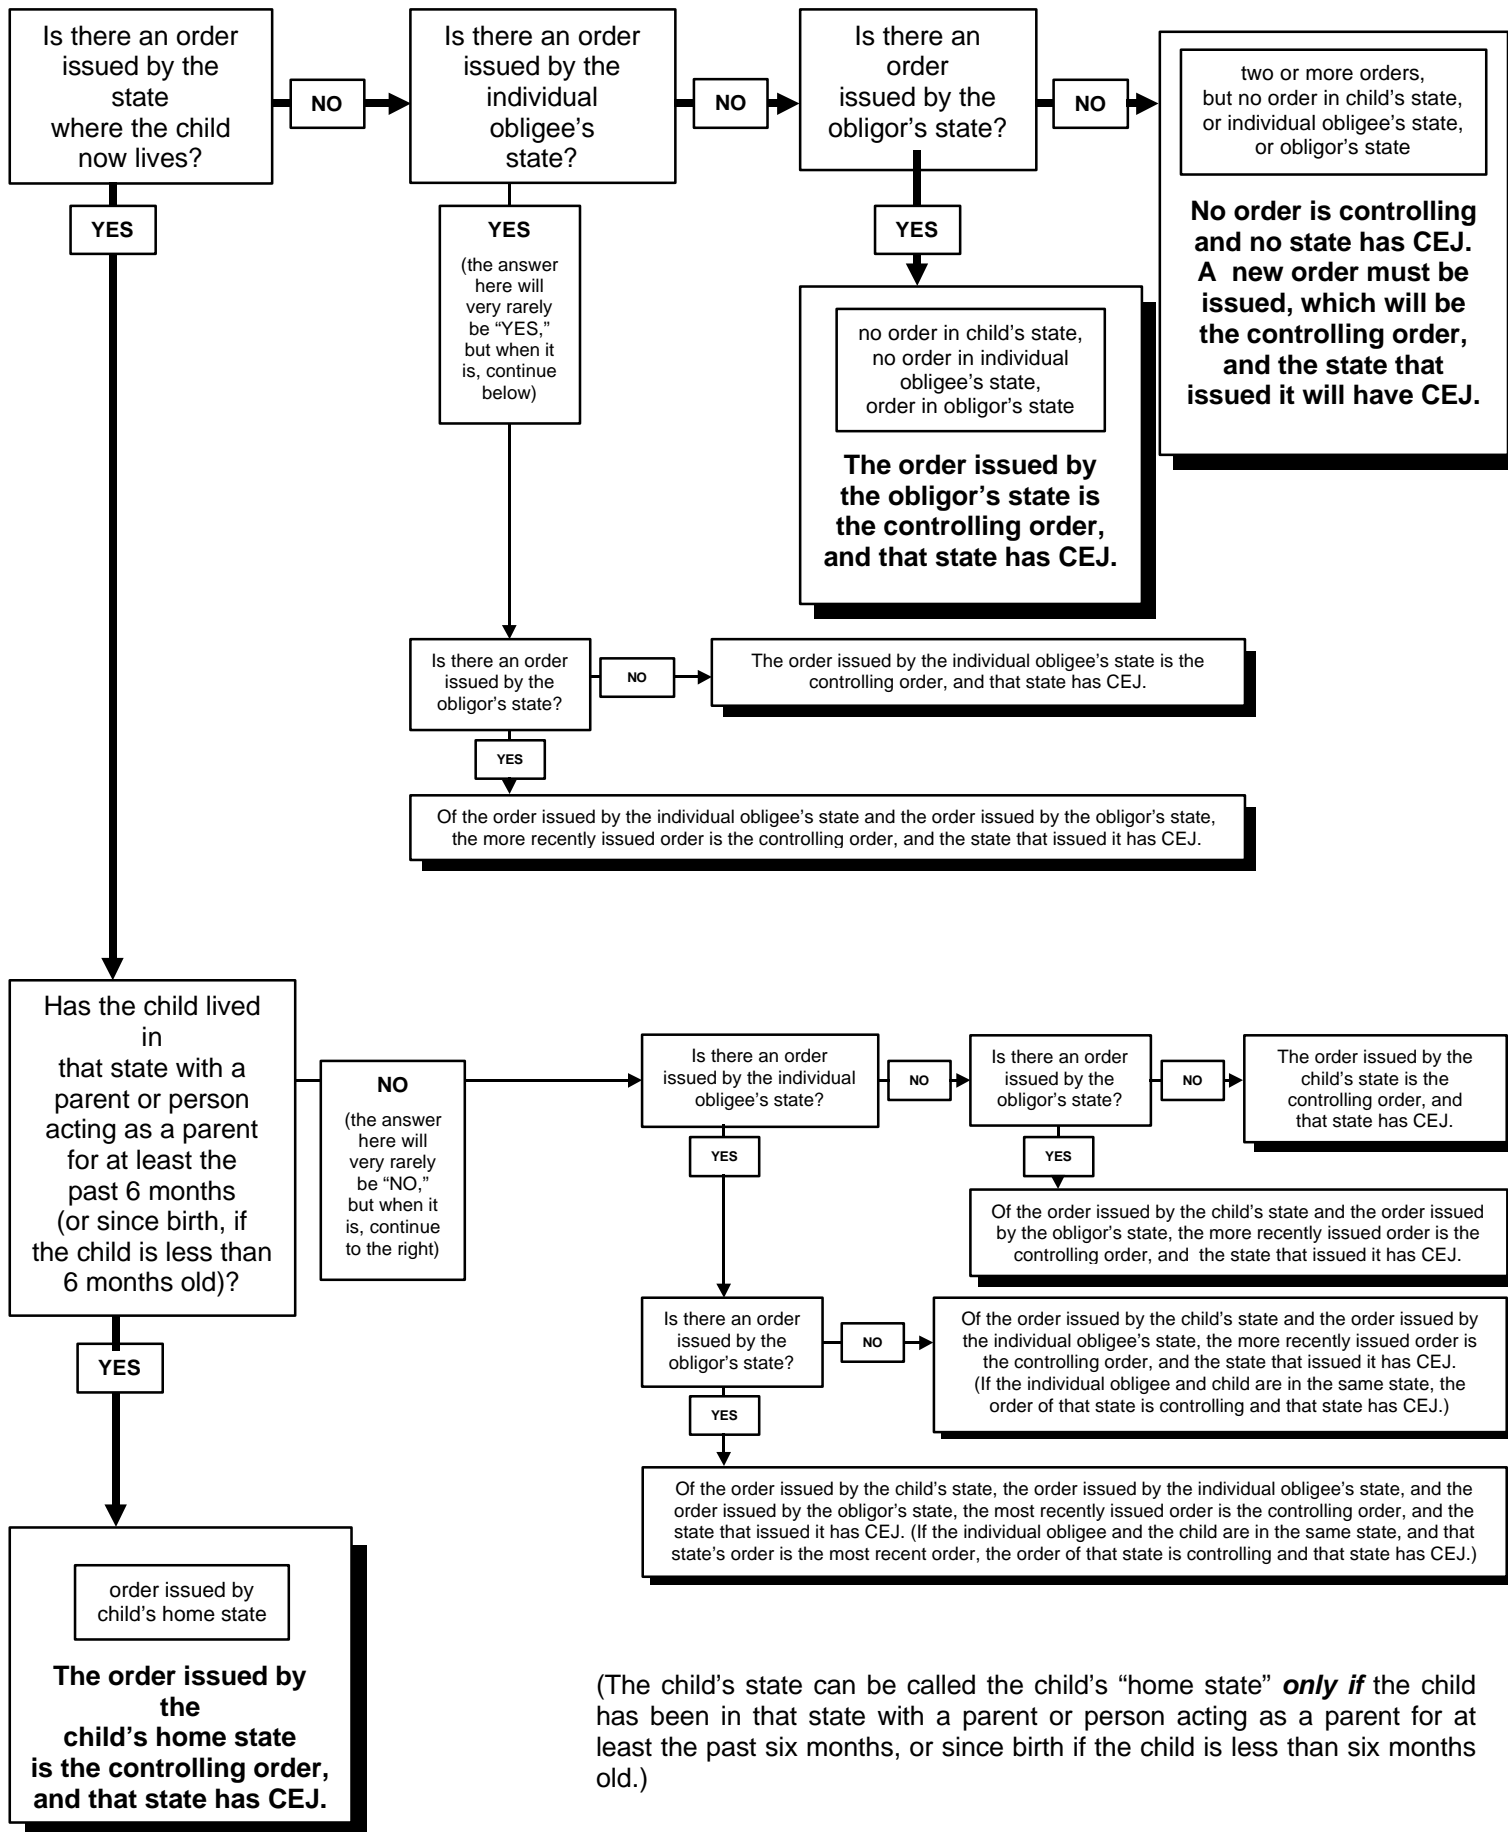 Is there an order
issued by the
state
where the child
now lives?
NO
Is there an order
issued by the
individual
obligee’s
state?
NO
Is there an
order
issued by the
obligor’s state?
NO
two or more orders,
but no order in child’s state,
or individual obligee’s state,
or obligor’s state
No order is controlling
and no state has CEJ.
A new order must be
issued, which will be
the controlling order,
and the state that
issued it will have CEJ.
YES
YES
(the answer
here will
very rarely
be “YES,”
but when it
is, continue
below)
YES
no order in child’s state,
no order in individual
obligee’s state,
order in obligor’s state
The order issued by
the obligor’s state is
the controlling order,
and that state has CEJ.
Is there an order
issued by the
obligor’s state?
NO
The order issued by the individual obligee’s state is the
controlling order, and that state has CEJ.
YES
Of the order issued by the individual obligee’s state and the order issued by the obligor’s state,
the more recently issued order is the controlling order, and the state that issued it has CEJ.
Has the child lived
in
that state with a
parent or person
acting as a parent
for at least the
past 6 months
(or since birth, if
the child is less than
6 months old)?
NO
(the answer
here will
very rarely
be “NO,”
but when it
is, continue
to the right)
Is there an order
issued by the individual
obligee’s state?
NO
Is there an order
issued by the
obligor’s state?
NO
The order issued by the
child’s state is the
controlling order, and
that state has CEJ.
YES
YES
Of the order issued by the child’s state and the order issued
by the obligor’s state, the more recently issued order is the
controlling order, and the state that issued it has CEJ.
Is there an order
issued by the
obligor’s state?
NO
Of the order issued by the child’s state and the order issued by
the individual obligee’s state, the more recently issued order is
the controlling order, and the state that issued it has CEJ.
(If the individual obligee and child are in the same state, the
order of that state is controlling and that state has CEJ.)
YES
YES
Of the order issued by the child’s state, the order issued by the individual obligee’s state, and the
order issued by the obligor’s state, the most recently issued order is the controlling order, and the
state that issued it has CEJ. (If the individual obligee and the child are in the same state, and that
state’s order is the most recent order, the order of that state is controlling and that state has CEJ.)
order issued by
child’s home state
The order issued by
the
child’s home state
is the controlling order,
and that state has CEJ.
(The child’s state can be called the child’s “home state” only if the child
has been in that state with a parent or person acting as a parent for at
least the past six months, or since birth if the child is less than six months
old.)